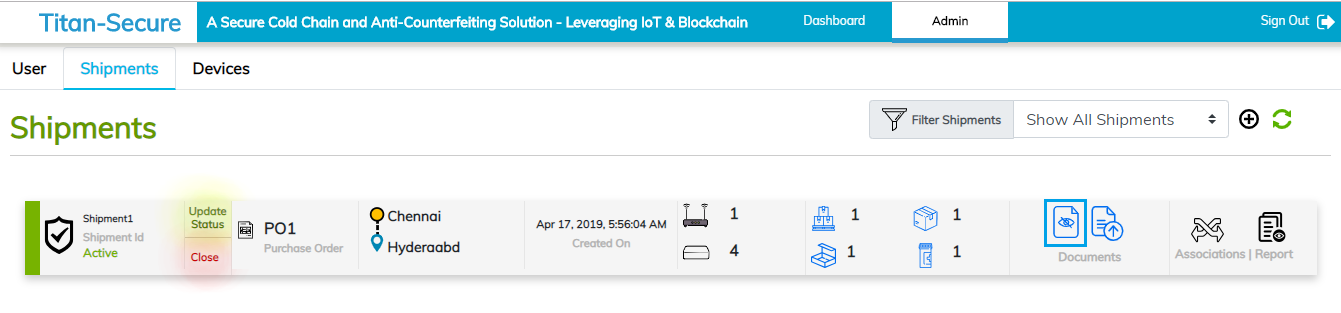 Titan-Secure
A Secure Cold Chain and Anti-Counterfeiting Solution - Leveraging IoT & Blockchain
Dashboard
Admin
Sign Out
User
Shipments
Devices
Shipments
Filter Shipments
Show All Shipments
Shipment1
Shipment Id
Active
Update
Status
Close
PO1
Purchase Order
Chennai
Hyderaabd
Apr 17, 2019, 5:56:04 AM
Created On
1
4
1
1
1
1
Documents
Associations | Report